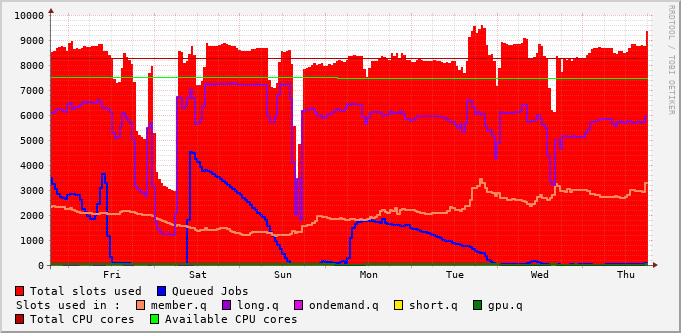 10000
9000
8000
7000
6000
5000
4000
3000
2000
1000
0
Fri Sat Sun Mon Tue Wed Thu
RRDTOOL / TOBI OETIKER
Total slots used Queued Jobs
Slots used in : member.q long.q ondemand.q short.q gpu.q
Total CPU cores Available CPU cores